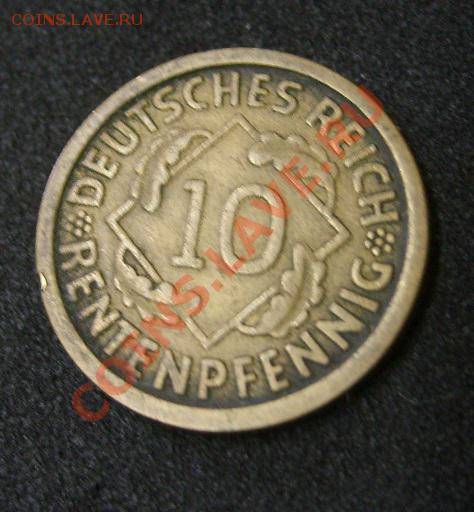 COINS.LAVE.RU
DEUTSCHES REICH
10
RENTENPFENNIG
COINS.LAVE.RU